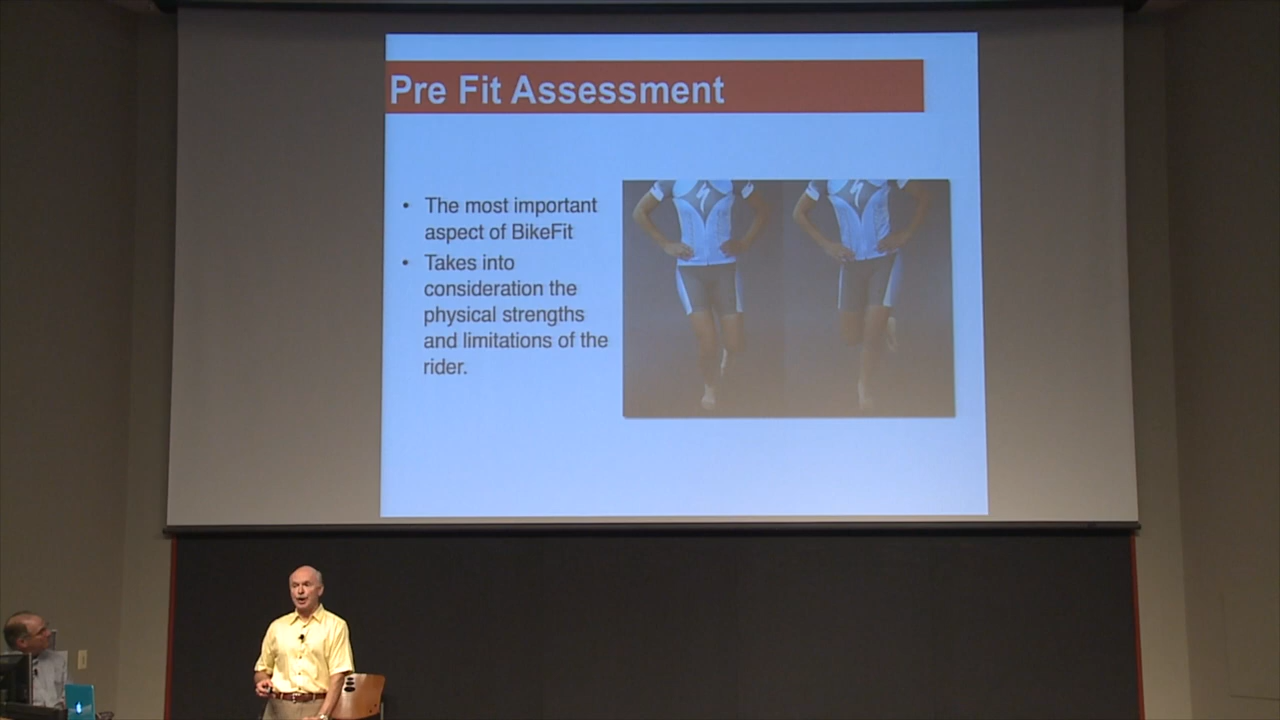 Pre Fit Assessment
• The most important
aspect of BikeFit
• Takes into
consideration the
physical strengths
and limitations of the
rider.